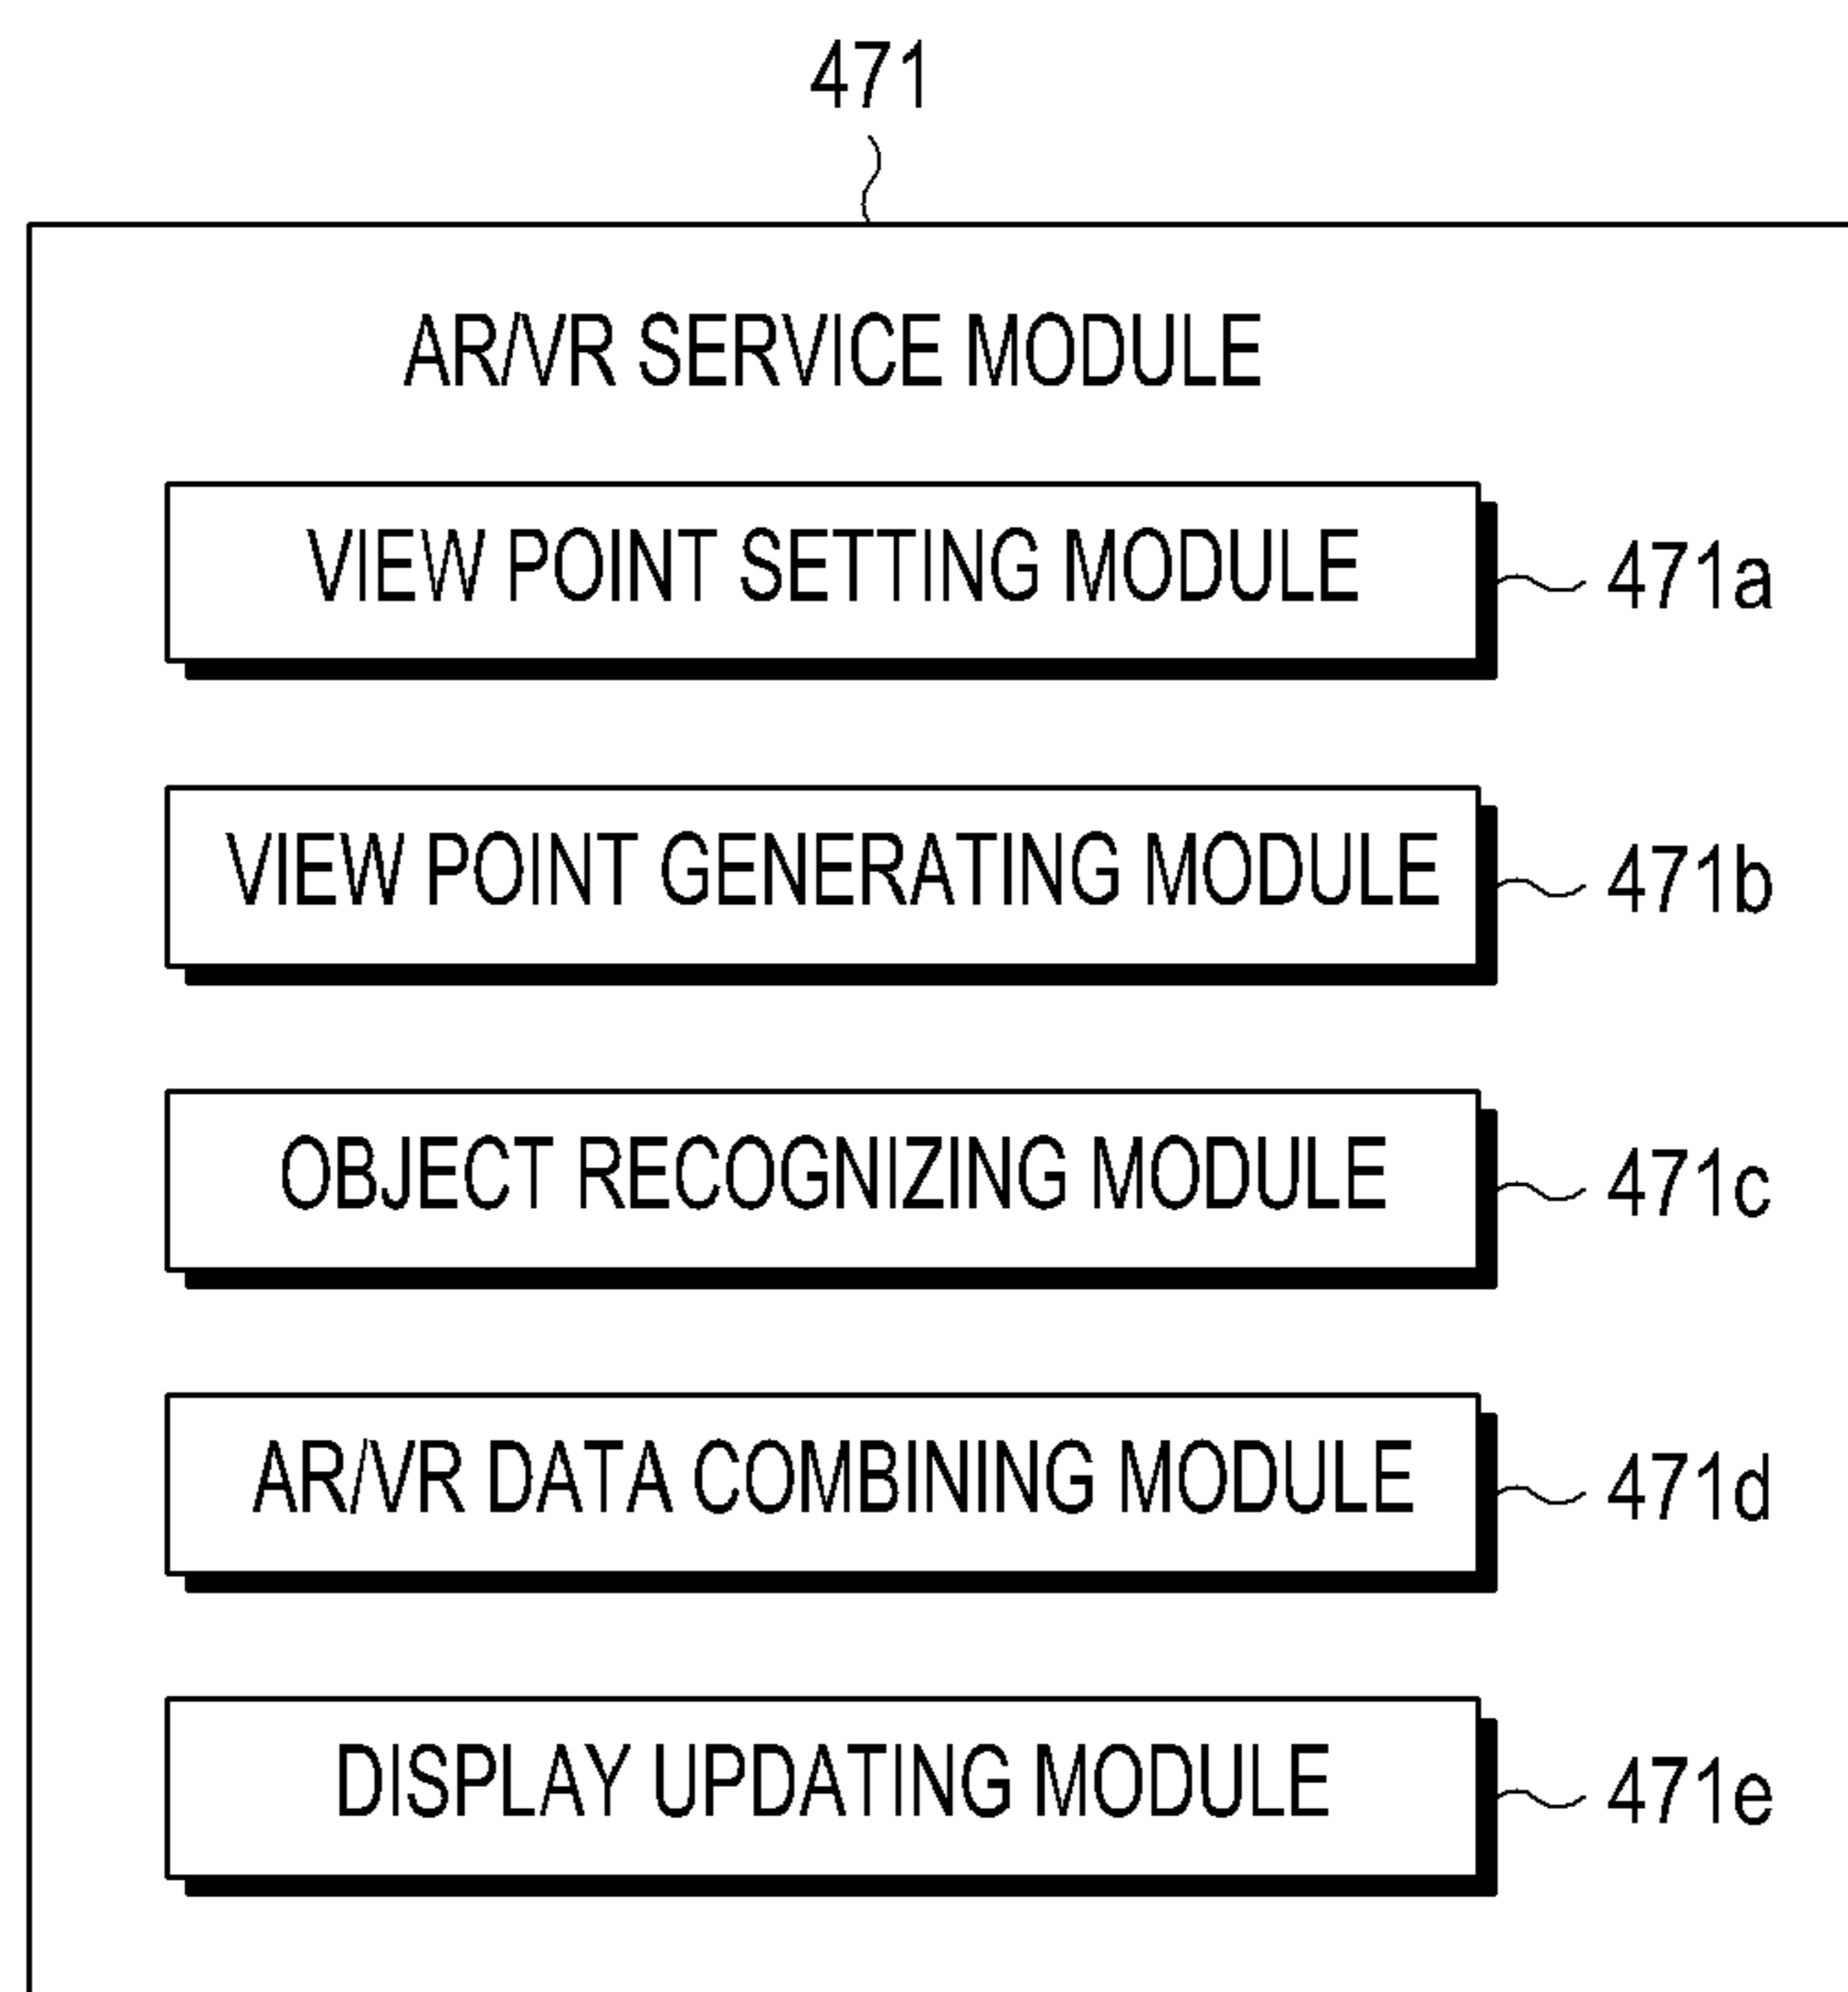 471
AR/VR SERVICE MODULE
VIEW POINT SETTING MODULE
471a
VIEW POINT GENERATING MODULE
471b
OBJECT RECOGNIZING MODULE
471c
AR/VR DATA COMBINING MODULE
471d
DISPLAY UPDATING MODULE
471e